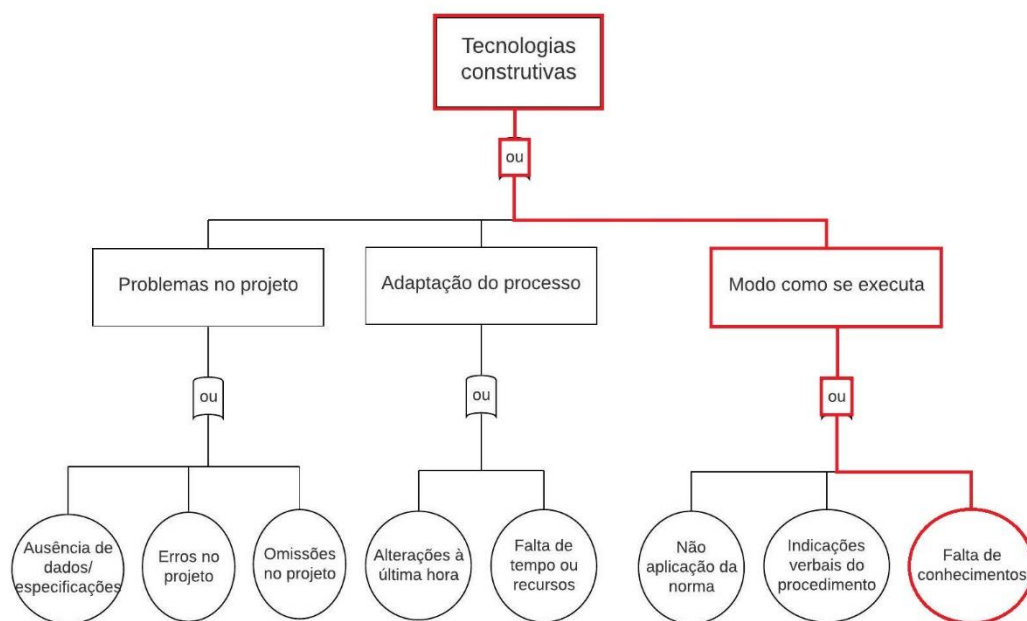 Tecnologias
construtivas
ou
Problemas no projeto
Adaptação do processo
Modo como se executa
ou
ou
ou
Ausência de
dados/
especificações
Erros no
projeto
Omissões
no projeto
Alterações à
última hora
Falta de
tempo ou
recursos
Não
aplicação da
norma
Indicações
verbais do
procedimento
Falta de
conhecimentos